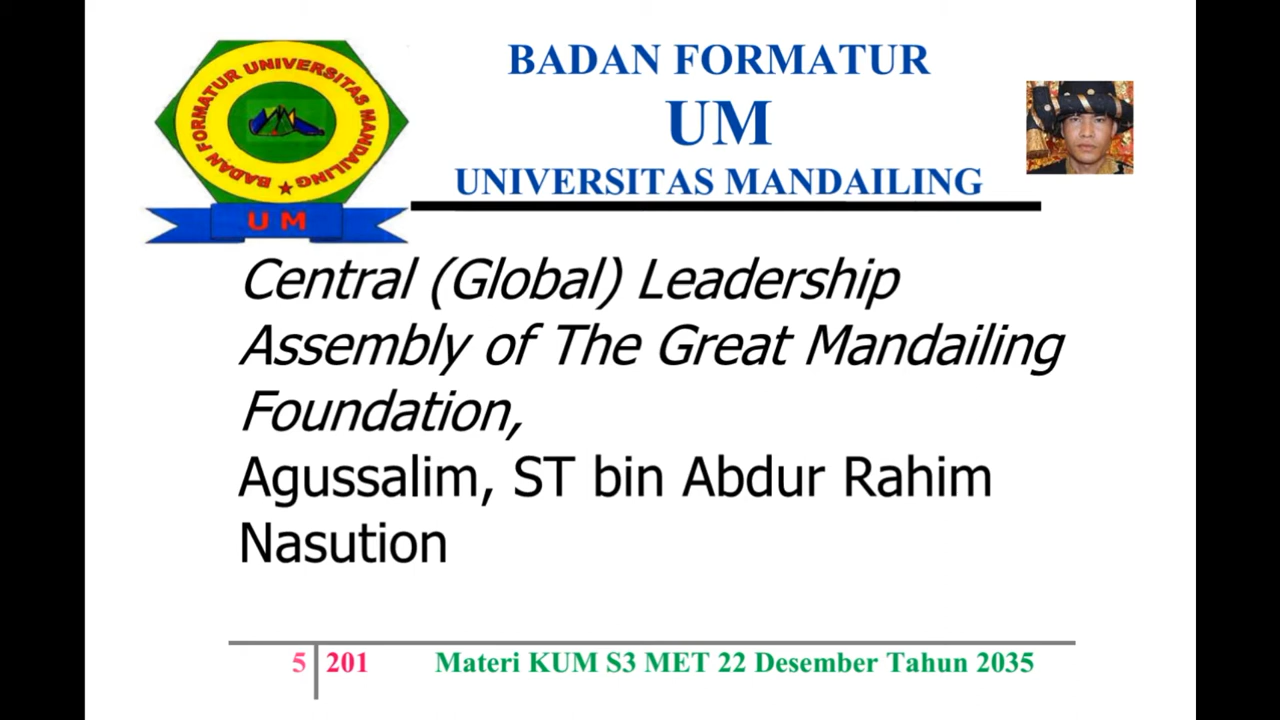 BADAN FORMATUR UNIVERSITAS MANDAILING
U M
BADAN FORMATUR
UM
UNIVERSITAS MANDAILING
Central (Global) Leadership
Assembly of The Great Mandailing
Foundation,
Agussalim, ST bin Abdur Rahim
Nasution
5 201 Materi KUM S3 MET 22 Desember Tahun 2035